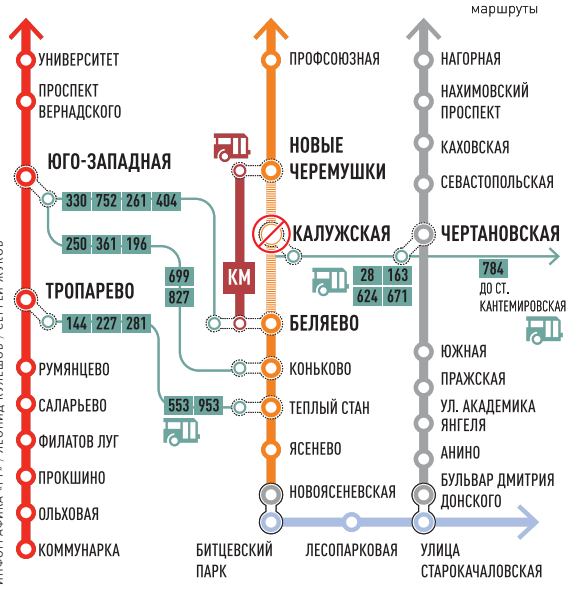 маршруты
УНИВЕРСИТЕТ
ПРОСПЕКТ
ВЕРНАДСКОГО
ЮГО-ЗАПАДНАЯ
330 752 261 404
250 361 196
699
827
ТРОПАРЕВО
144 227 281
553 953
РУМЯНЦЕВО
САЛАРЬЕВО
ФИЛАТОВ ЛУГ
ПРОКШИНО
ОЛЬХОВАЯ
КОММУНАРКА
ПРОФСОЮЗНАЯ
НОВЫЕ
ЧЕРЕМУШКИ
КАЛУЖСКАЯ
КМ
28 163
624 671
БЕЛЯЕВО
КОНЬКОВО
ТЕПЛЫЙ СТАН
ЯСЕНЕВО
НОВОЯСЕНЕВСКАЯ
БИТЦЕВСКИЙ
ПАРК
ЛЕСОПАРКОВАЯ
УЛИЦА
СТАРОКАЧАЛОВСКАЯ
НАГОРНАЯ
НАХИМОВСКИЙ
ПРОСПЕКТ
КАХОВСКАЯ
СЕВАСТОПОЛЬСКАЯ
ЧЕРТАНОВСКАЯ
784
ДО СТ.
КАНТЕМИРОВСКАЯ
ЮЖНАЯ
ПРАЖСКАЯ
УЛ. АКАДЕМИКА
ЯНГЕЛЯ
АНИНО
БУЛЬВАР ДМИТРИЯ
ДОНСКОГО